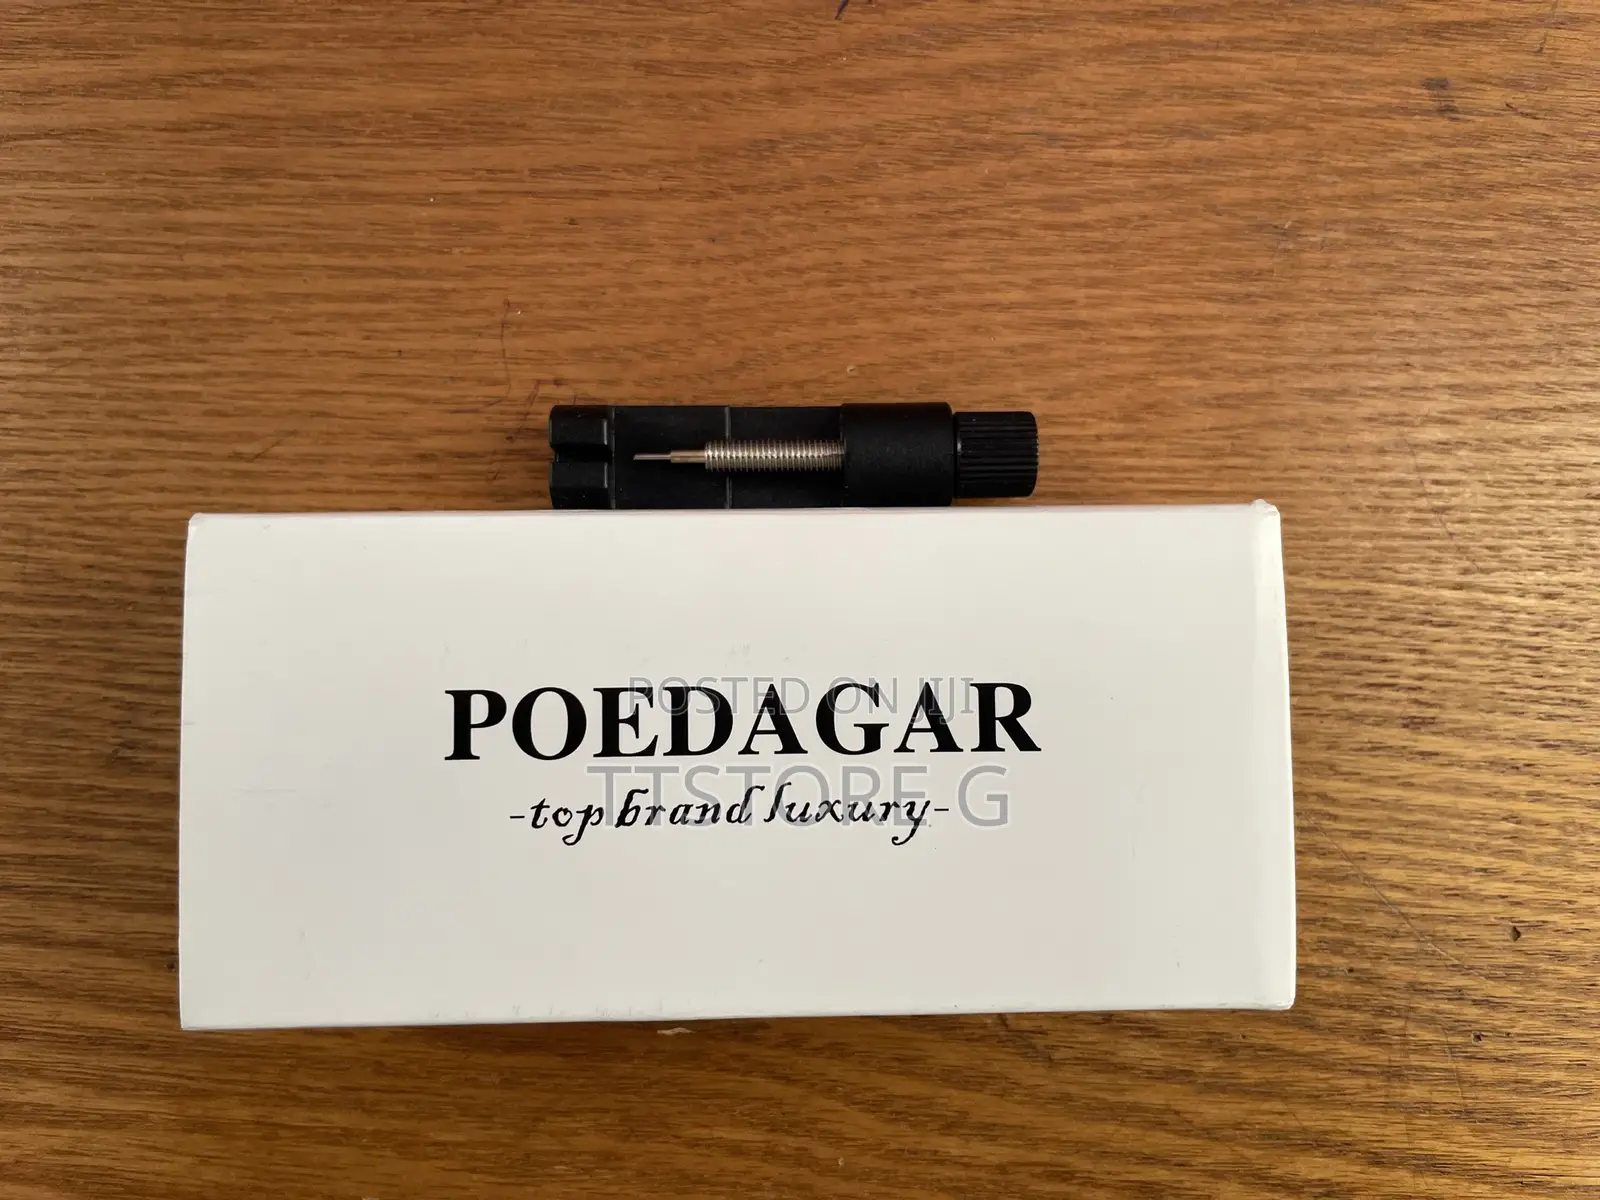 POSTED ON JIJI
POEDAGAR
TTSTORE G
-top brand luxury-